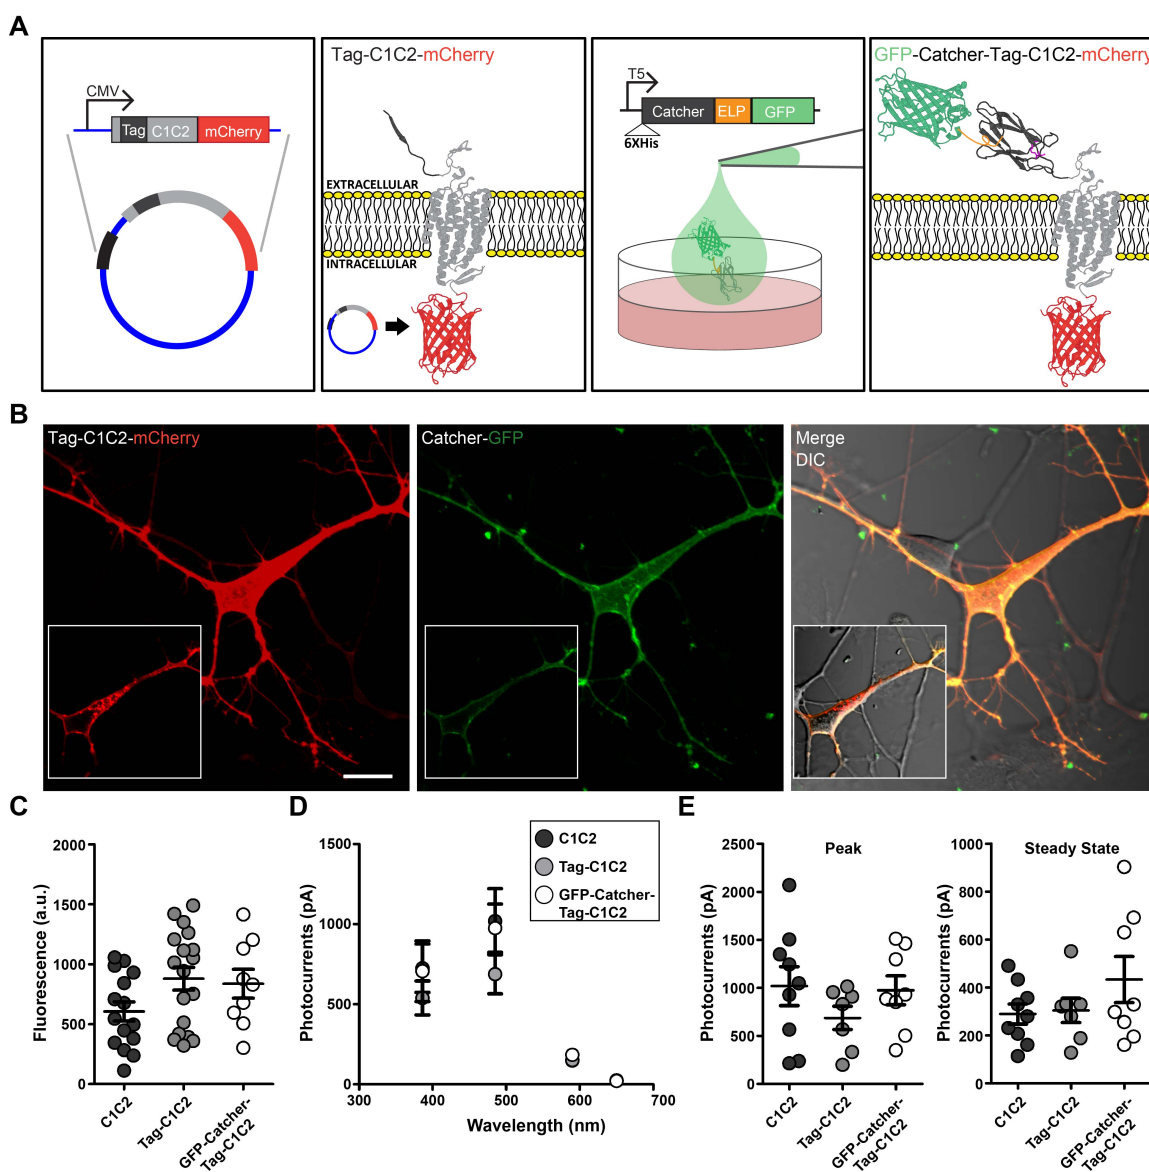 A
CMV
Tag C1C2 mCherry
Tag-C1C2-mCherry
EXTRACELLULAR
INTRACELLULAR
T5
Catcher ELP GFP
6XHis
GFP-Catcher-Tag-C1C2-mCherry
B
Tag-C1C2-mCherry
Catcher-GFP
Merge
DIC
C
Fluorescence (a.u.)
2000
1500
1000
500
0
C1C2
Tag-C1C2
GFP-Catcher-
Tag-C1C2
D
Photocurrents (pA)
1500
1000
500
0
300 400 500 600 700
Wavelength (nm)
C1C2
Tag-C1C2
GFP-Catcher-
Tag-C1C2
E
Peak
Photocurrents (pA)
2500
2000
1500
1000
500
0
C1C2
Tag-C1C2
GFP-Catcher-
Tag-C1C2
Steady State
Photocurrents (pA)
1000
800
600
400
200
0
C1C2
Tag-C1C2
GFP-Catcher-
Tag-C1C2